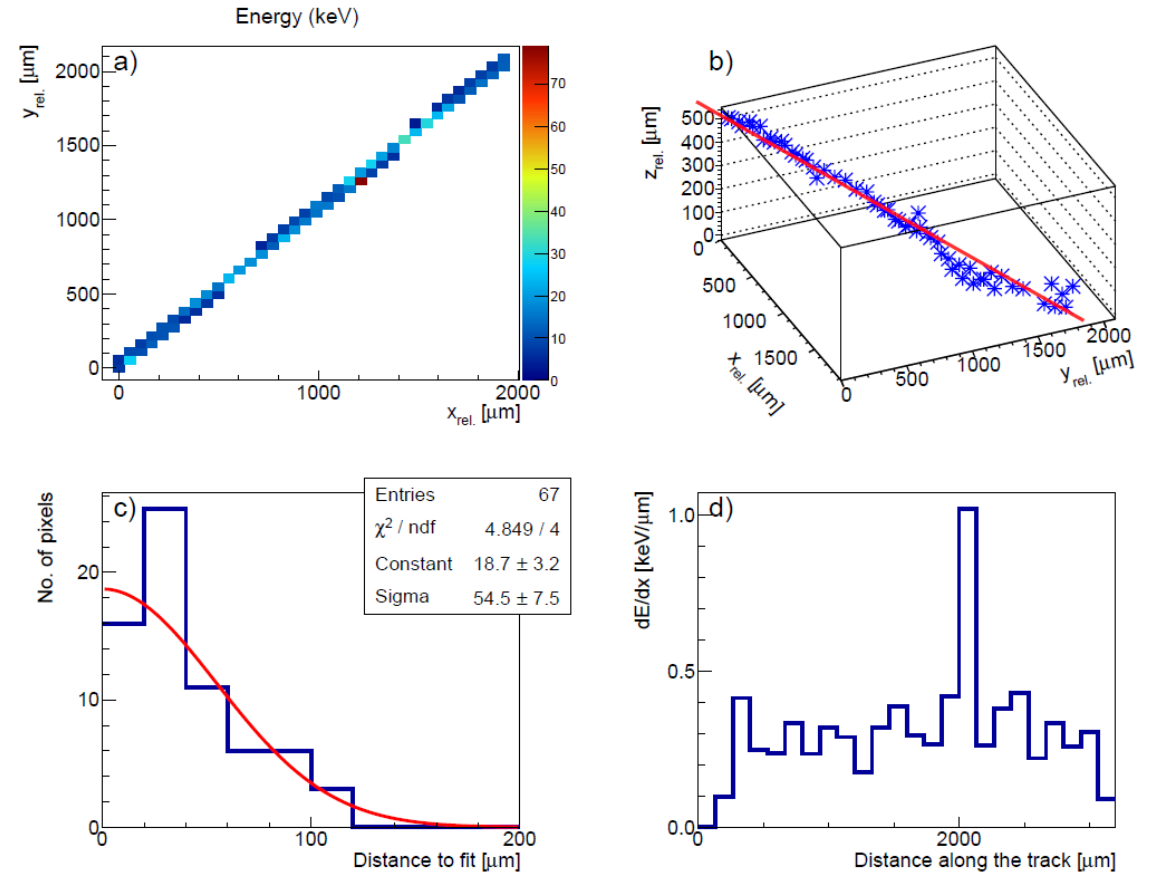 Energy (keV)
a)
y_rel. [μm]
2000
1500
1000
500
0
0
1000
2000
x_rel. [μm]
70
60
50
40
30
20
10
0
b)
z_rel. [μm]
500
400
300
200
100
0
0
500
1000
1500
x_rel. [μm]
0
500
1000
1500
2000
y_rel. [μm]
c)
No. of pixels
20
10
0
0
100
200
Distance to fit [μm]
Entries 67
χ² / ndf 4.849 / 4
Constant 18.7 ± 3.2
Sigma 54.5 ± 7.5
d)
dE/dx [keV/μm]
1.0
0.5
0.0
0
2000
Distance along the track [μm]